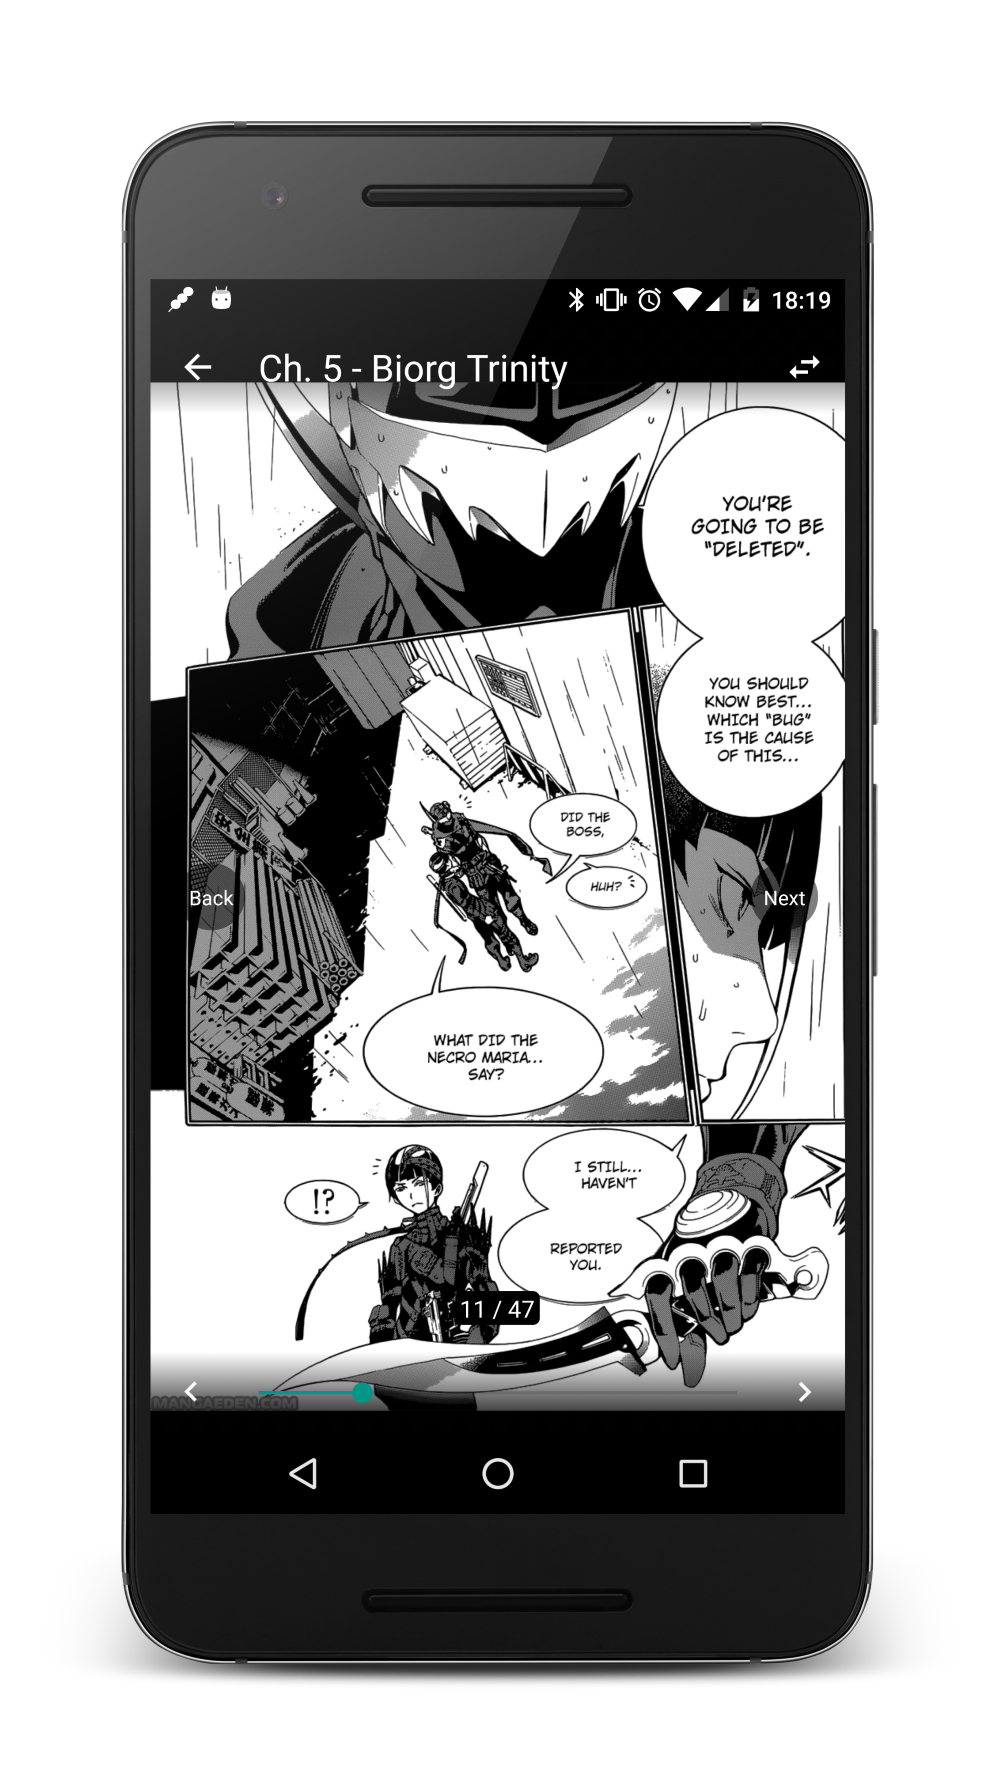 18:19
Ch. 5 - Biorg Trinity
YOU'RE
GOING TO BE
"DELETED".
YOU SHOULD
KNOW BEST...
WHICH "BUG"
IS THE CAUSE
OF THIS...
DID THE
BOSS,
HUH?
Back
Next
WHAT DID THE
NECRO MARIA...
SAY?
!?
I STILL...
HAVEN'T
REPORTED
YOU.
11 / 47
MANGAEDEN.COM